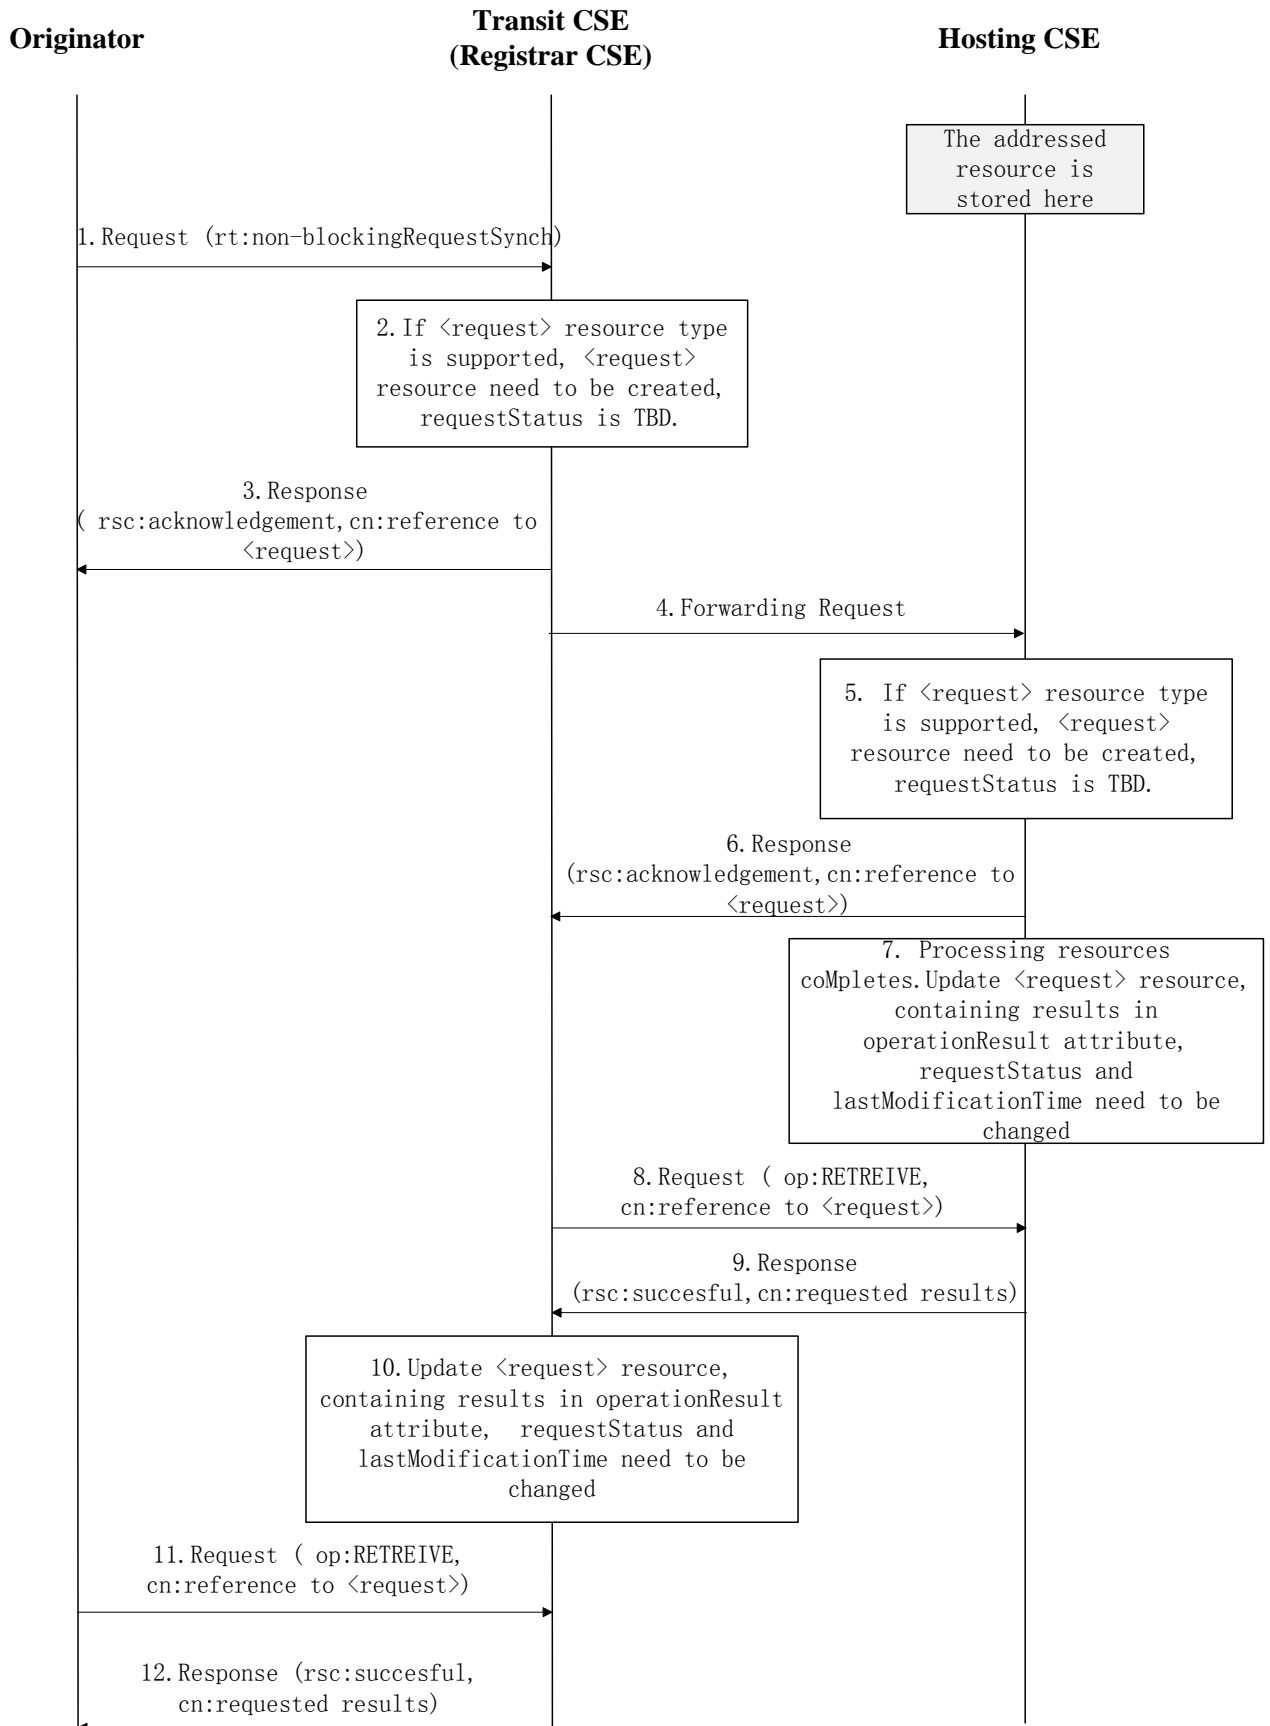 Originator
Transit CSE
(Registrar CSE)
Hosting CSE
The addressed
resource is
stored here
1.Request (rt:non-blockingRequestSynch)
2.If <request> resource type
is supported, <request>
resource need to be created,
requestStatus is TBD.
3.Response
( rsc:acknowledgement,cn:reference to
<request>)
4.Forwarding Request
5. If <request> resource type
is supported, <request>
resource need to be created,
requestStatus is TBD.
6.Response
(rsc:acknowledgement,cn:reference to
<request>)
7. Processing resources
coMpletes.Update <request> resource,
containing results in
operationResult attribute,
requestStatus and
lastModificationTime need to be
changed
8.Request ( op:RETREIVE,
cn:reference to <request>)
9.Response
(rsc:succesful,cn:requested results)
10.Update <request> resource,
containing results in operationResult
attribute,  requestStatus and
lastModificationTime need to be
changed
11.Request ( op:RETREIVE,
cn:reference to <request>)
12.Response (rsc:succesful,
cn:requested results)